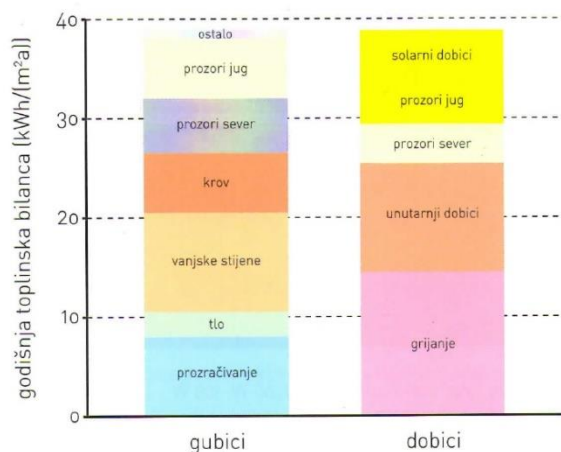 godišnja toplinska bilanca (kWh/(m²a)
40
30
20
10
0
ostalo
prozori jug
prozori sever
krov
vanjske stijene
tlo
prozračivanje
gubici
solarni dobici
prozori jug
prozori sever
unutarnji dobici
grijanje
dobici